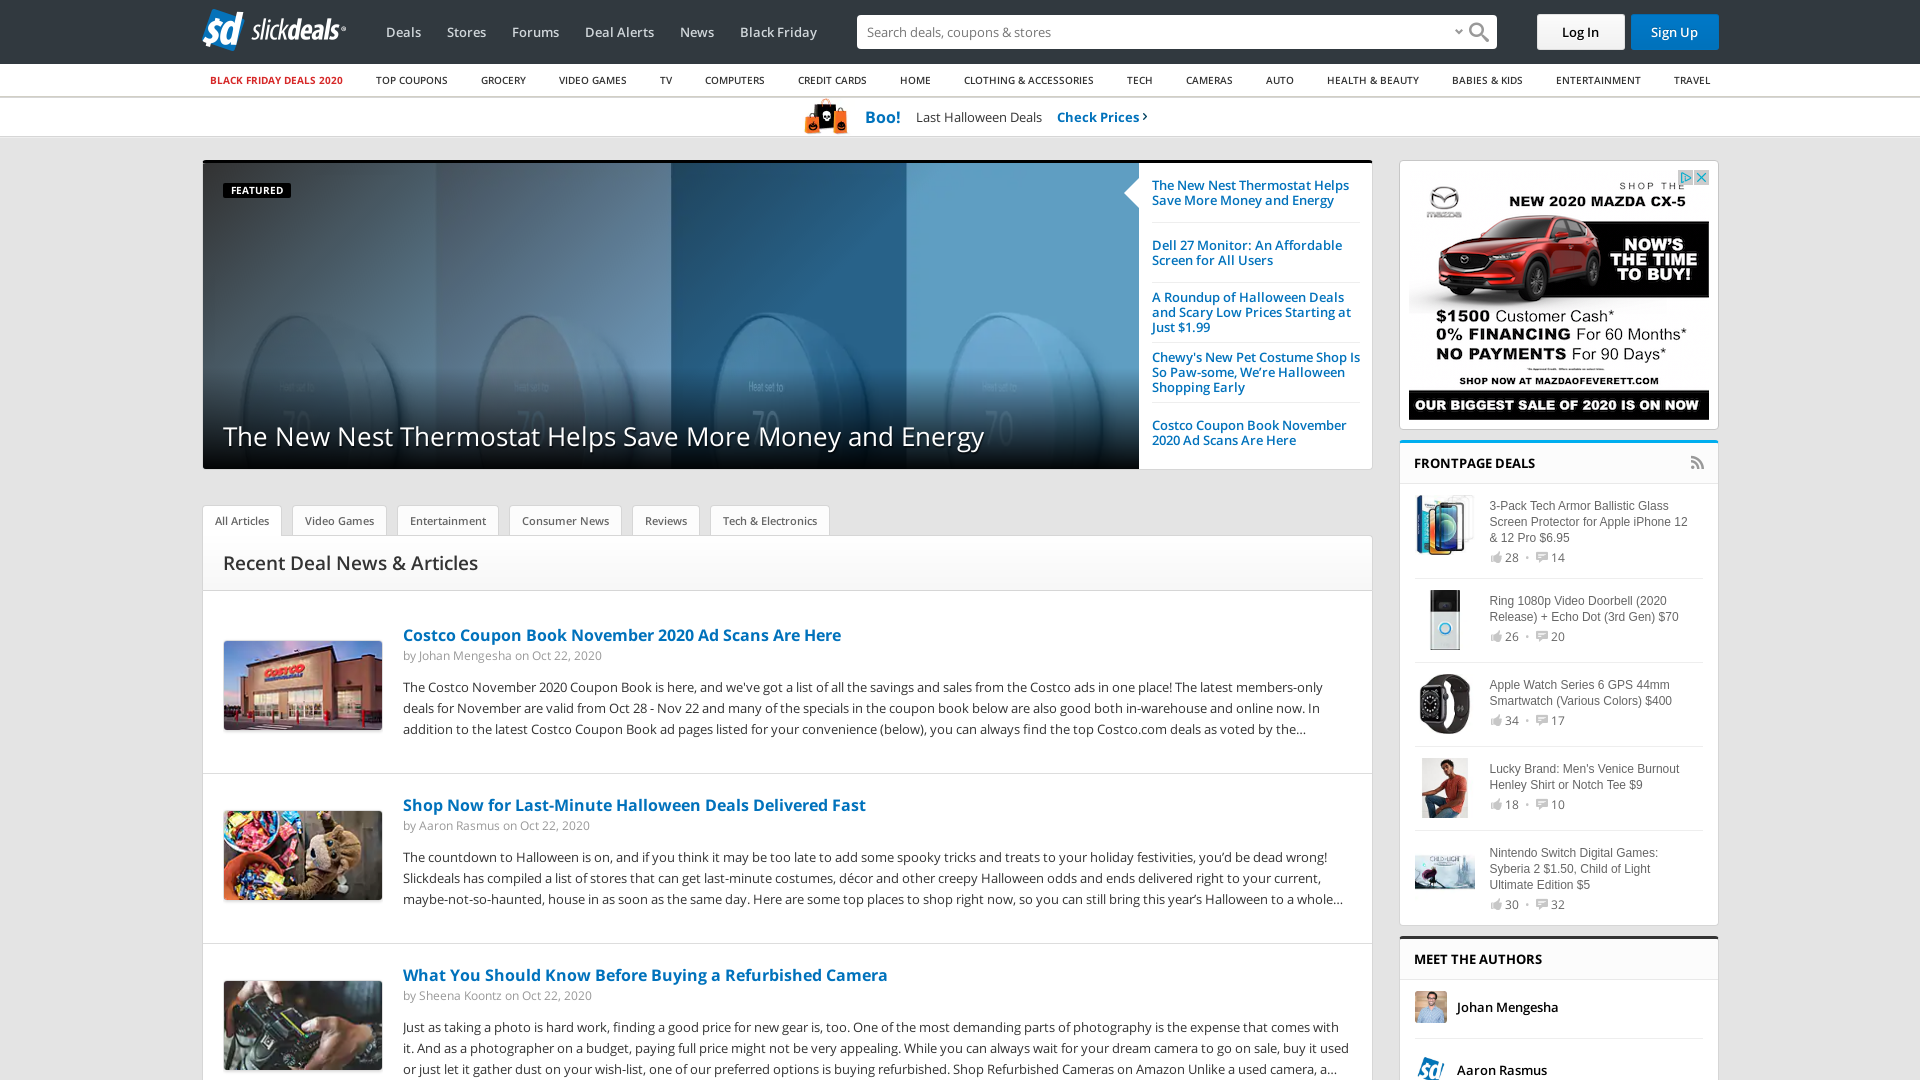 sd slickdeals
Deals
Stores
Forums
Deal Alerts
News
Black Friday
Search deals, coupons & stores
Log In
Sign Up
BLACK FRIDAY DEALS 2020
TOP COUPONS
GROCERY
VIDEO GAMES
TV
COMPUTERS
CREDIT CARDS
HOME
CLOTHING & ACCESSORIES
TECH
CAMERAS
AUTO
HEALTH & BEAUTY
BABIES & KIDS
ENTERTAINMENT
TRAVEL
Boo! Last Halloween Deals Check Prices
FEATURED
Heat set to
70
Heat set to
70
Heat set to
70
Heat set to
70
The New Nest Thermostat Helps Save More Money and Energy
The New Nest Thermostat Helps
Save More Money and Energy
Dell 27 Monitor: An Affordable
Screen for All Users
A Roundup of Halloween Deals
and Scary Low Prices Starting at
Just $1.99
Chewy's New Pet Costume Shop Is
So Paw-some, We’re Halloween
Shopping Early
Costco Coupon Book November
2020 Ad Scans Are Here
All Articles
Video Games
Entertainment
Consumer News
Reviews
Tech & Electronics
Recent Deal News & Articles
COSTCO
WHOLESALE
Costco Coupon Book November 2020 Ad Scans Are Here
by Johan Mengesha on Oct 22, 2020
The Costco November 2020 Coupon Book is here, and we've got a list of all the savings and sales from the Costco ads in one place! The latest members-only
deals for November are valid from Oct 28 - Nov 22 and many of the specials in the coupon book below are also good both in-warehouse and online now. In
addition to the latest Costco Coupon Book ad pages listed for your convenience (below), you can always find the top Costco.com deals as voted by the…
Shop Now for Last-Minute Halloween Deals Delivered Fast
by Aaron Rasmus on Oct 22, 2020
The countdown to Halloween is on, and if you think it may be too late to add some spooky tricks and treats to your holiday festivities, you’d be dead wrong!
Slickdeals has compiled a list of stores that can get last-minute costumes, décor and other creepy Halloween odds and ends delivered right to your current,
maybe-not-so-haunted, house in as soon as the same day. Here are some top places to shop right now, so you can still bring this year’s Halloween to a whole…
What You Should Know Before Buying a Refurbished Camera
by Sheena Koontz on Oct 22, 2020
Just as taking a photo is hard work, finding a good price for new gear is, too. One of the most demanding parts of photography is the expense that comes with
it. And as a photographer on a budget, paying full price might not be very appealing. While you can always wait for your dream camera to go on sale, buy it used
or just let it gather dust on your wish-list, one of our preferred options is buying refurbished. Shop Refurbished Cameras on Amazon Unlike a used camera, a…
SHOP THE
NEW 2020 MAZDA CX-5
mazda
NOW'S
THE TIME
TO BUY!
$1500 Customer Cash*
0% FINANCING For 60 Months*
NO PAYMENTS For 90 Days*
SHOP NOW AT MAZDAOFEVERETT.COM
OUR BIGGEST SALE OF 2020 IS ON NOW
FRONTPAGE DEALS
3-Pack Tech Armor Ballistic Glass
Screen Protector for Apple iPhone 12
& 12 Pro $6.95
28 • 14
Ring 1080p Video Doorbell (2020
Release) + Echo Dot (3rd Gen) $70
26 • 20
Apple Watch Series 6 GPS 44mm
Smartwatch (Various Colors) $400
34 • 17
Lucky Brand: Men's Venice Burnout
Henley Shirt or Notch Tee $9
18 • 10
CHILD of LIGHT
Nintendo Switch Digital Games:
Syberia 2 $1.50, Child of Light
Ultimate Edition $5
30 • 32
MEET THE AUTHORS
Johan Mengesha
sd
Aaron Rasmus